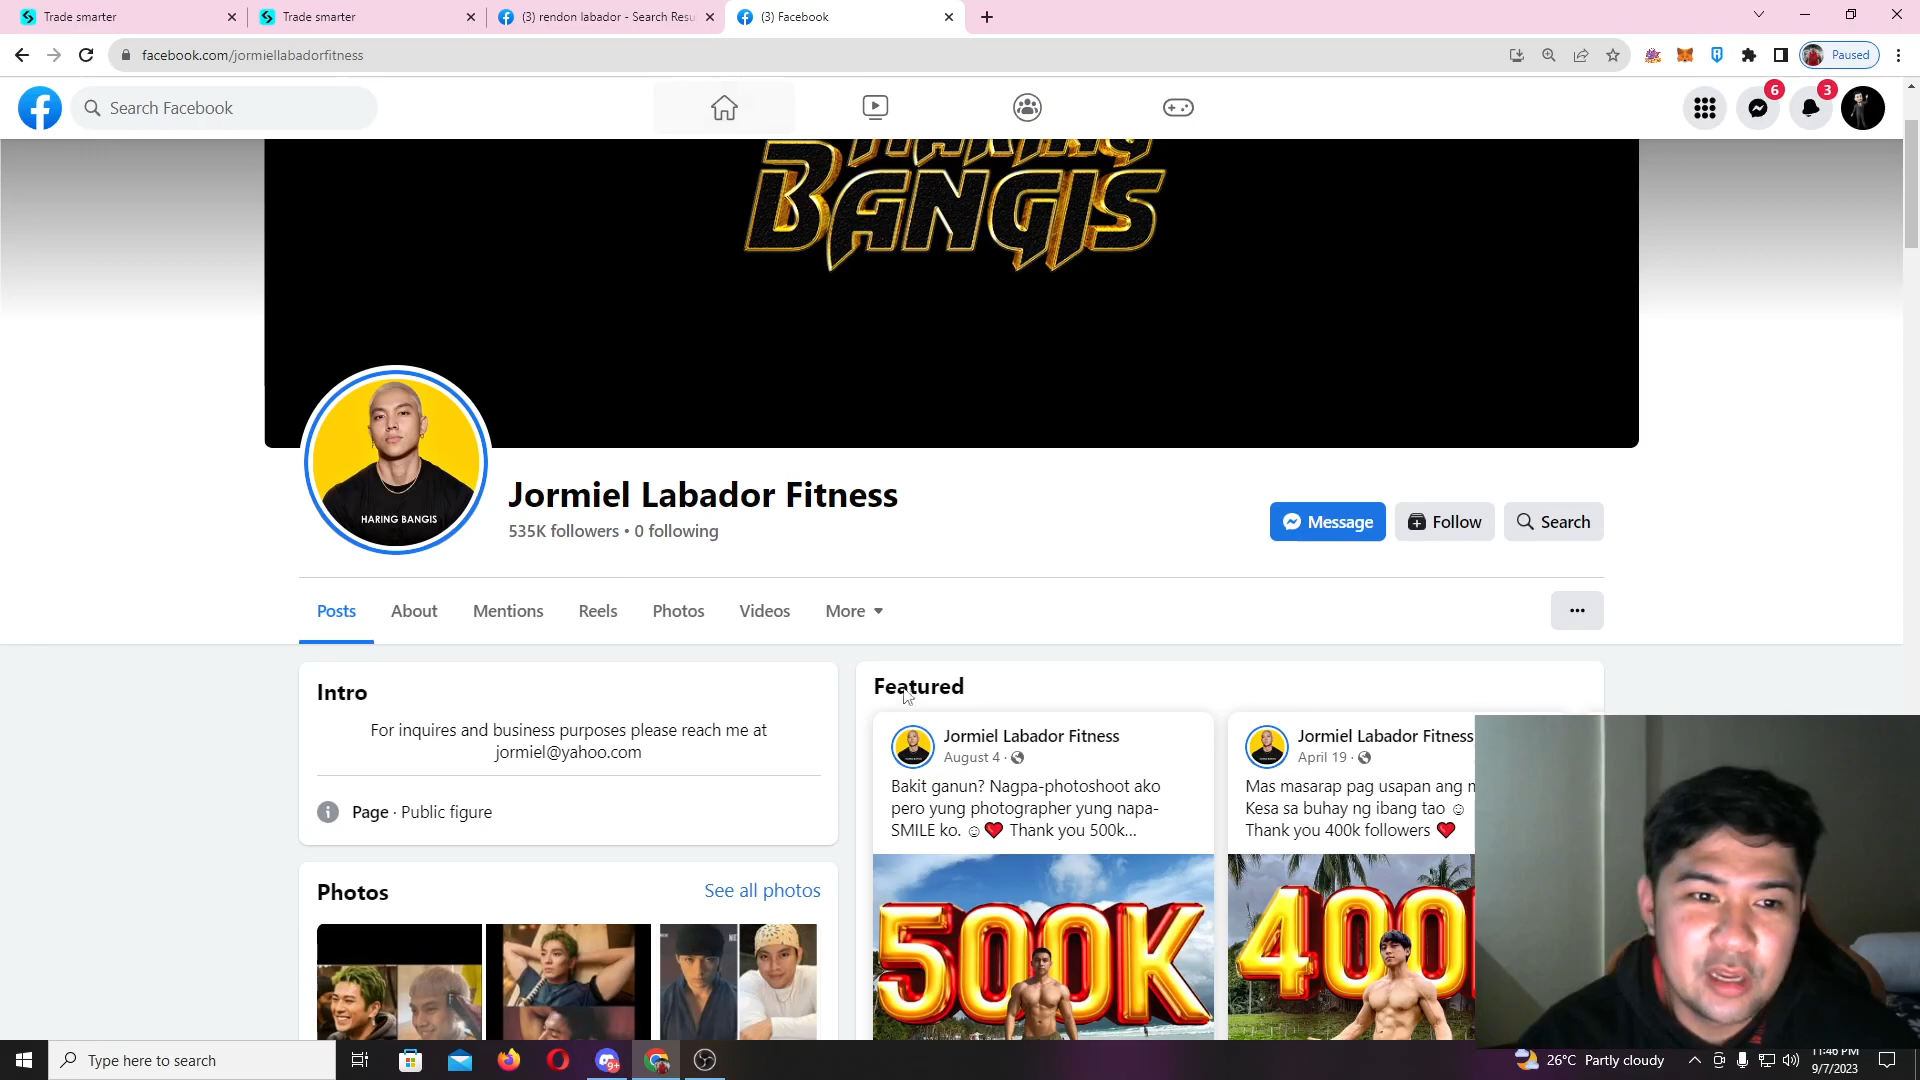 Trade smarter
Trade smarter
(3) rendon labador - Search Resu
(3) Facebook
facebook.com/jormiellabadorfitness
Paused
Search Facebook
6
3
HARING
BANGIS
HARING BANGIS
Jormiel Labador Fitness
535K followers • 0 following
Message
Follow
Search
Posts
About
Mentions
Reels
Photos
Videos
More
Intro
For inquires and business purposes please reach me at
jormiel@yahoo.com
Page · Public figure
Photos
See all photos
Featured
Jormiel Labador Fitness
August 4 ·
Bakit ganun? Nagpa-photoshoot ako
pero yung photographer yung napa-
SMILE ko. ☺❤ Thank you 500k...
500K
Jormiel Labador Fitness
April 19 ·
Mas masarap pag usapan ang
Kesa sa buhay ng ibang tao ☺
Thank you 400k followers ❤
400
Type here to search
9+
26°C Partly cloudy
11:46 PM
9/7/2023